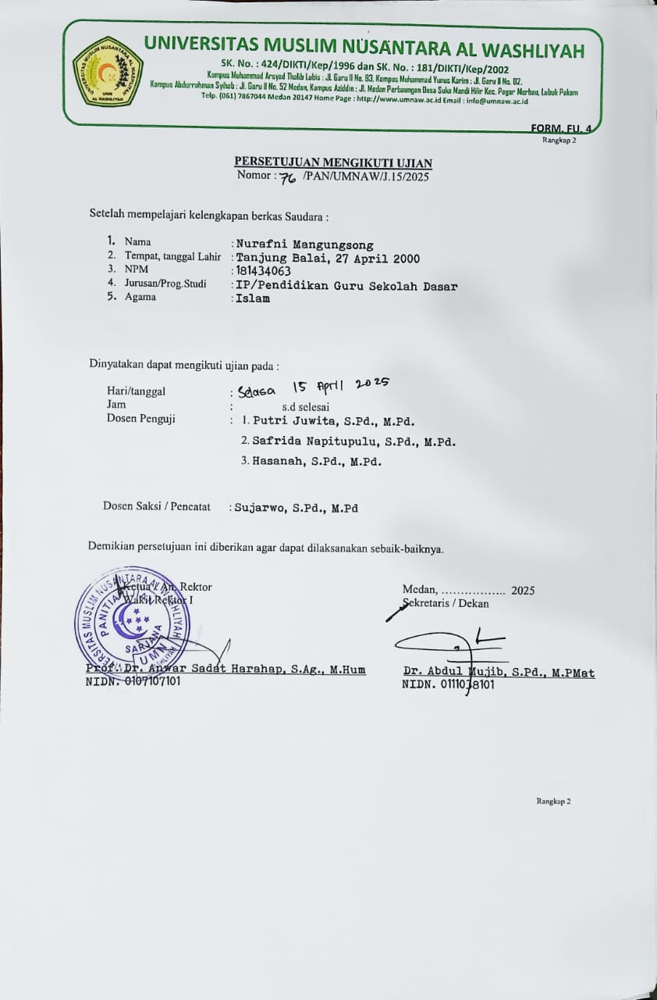 UNIVERSITAS MUSLIM NUSANTARA AL WASHLIYAH
SK. No. : 424/DIKTI/Kep/1996 dan SK. No. : 181/DIKTI/Kep/2002
Kampus Muhammad Arsyad Thalib Lubis : Jl. Garu II No. 93, Kampus Muhammad Yunus Karim : Jl. Garu II No. 02,
Kampus Abdurrahman Syihab : Jl. Garu II No. 52 Medan, Kampus Aziddin : Jl. Medan Perbaungan Desa Suka Mandi Hilir Kec. Pagar Merbau, Lubuk Pakam
Telp. (061) 7867044 Medan 20147 Home Page : http://www.umnaw.ac.id Email : info@umnaw.ac.id
UNIVERSITAS MUSLIM NUSANTARA AL WASHLIYAH
UMN
AL WASHLIYAH
FORM. FU. 4
Rangkap 2
PERSETUJUAN MENGIKUTI UJIAN
Nomor : 76 /PAN/UMNAW/J.15/2025
Setelah mempelajari kelengkapan berkas Saudara :
1. Nama : Nurafni Mangungsong
2. Tempat, tanggal Lahir : Tanjung Balai, 27 April 2000
3. NPM : 181434063
4. Jurusan/Prog.Studi : IP/Pendidikan Guru Sekolah Dasar
5. Agama : Islam
Dinyatakan dapat mengikuti ujian pada :
Hari/tanggal : Selasa 15 April 2025
Jam : s.d selesai
Dosen Penguji : 1. Putri Juwita, S.Pd., M.Pd.
2. Safrida Napitupulu, S.Pd., M.Pd.
3. Hasanah, S.Pd., M.Pd.
Dosen Saksi / Pencatat : Sujarwo, S.Pd., M.Pd
Demikian persetujuan ini diberikan agar dapat dilaksanakan sebaik-baiknya.
Ketua / An. Rektor
Wakil Rektor I
UNIVERSITAS MUSLIM NUSANTARA AL WASHLIYAH
PANITIA UJIAN
SARJANA
UMN
Prof. Dr. Anwar Sadat Harahap, S.Ag., M.Hum
NIDN. 0107107101
Medan, ................. 2025
Sekretaris / Dekan
Dr. Abdul Mujib, S.Pd., M.PMat
NIDN. 0111038101
Rangkap 2